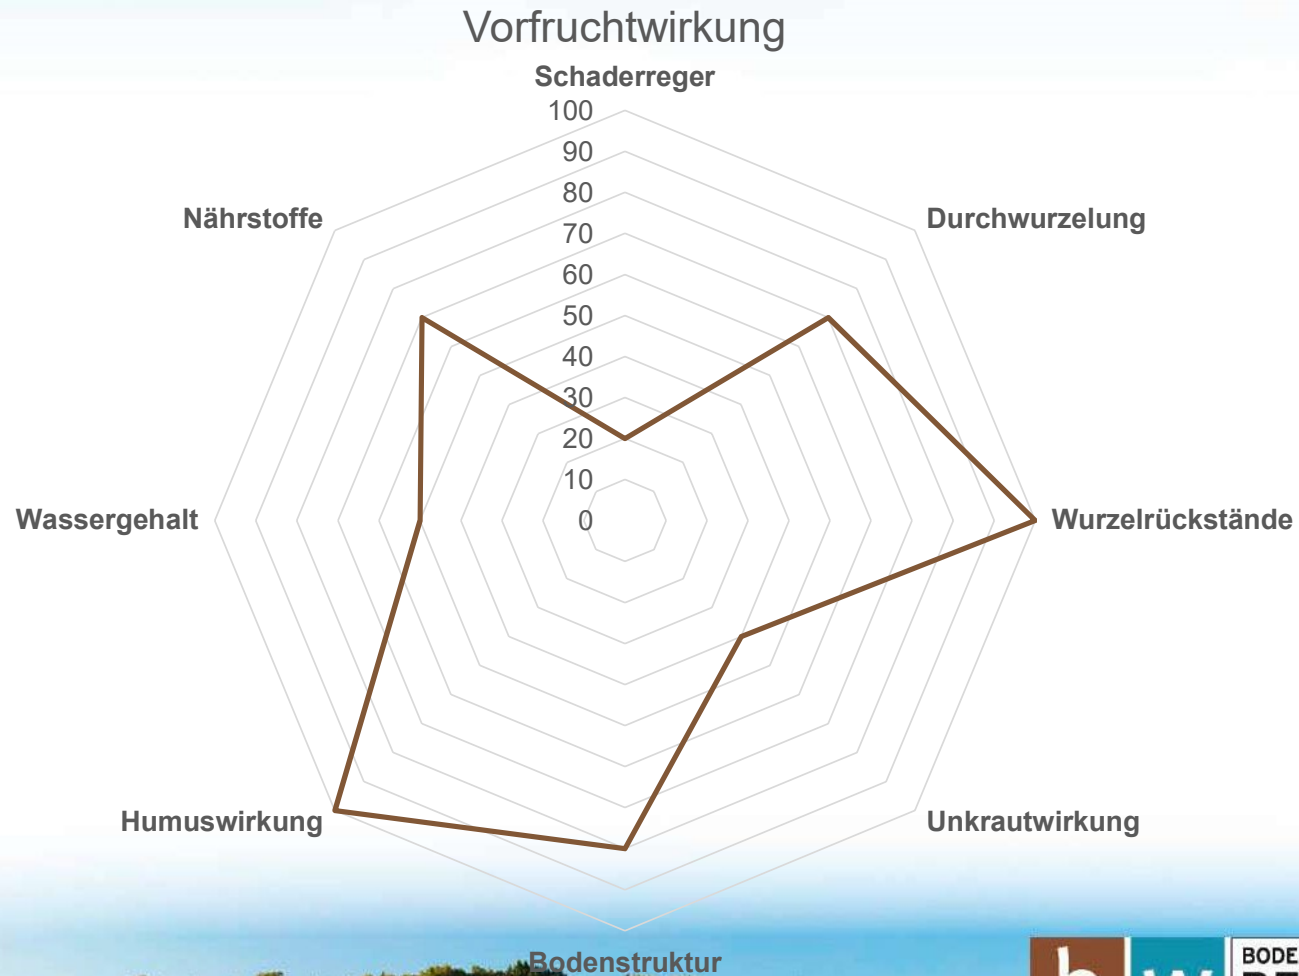 Vorfruchtwirkung
Schaderreger
100
90
80
70
60
50
40
30
20
10
0
Nährstoffe
Durchwurzelung
Wassergehalt
Wurzelrückstände
Humuswirkung
Unkrautwirkung
Bodenstruktur
BODE